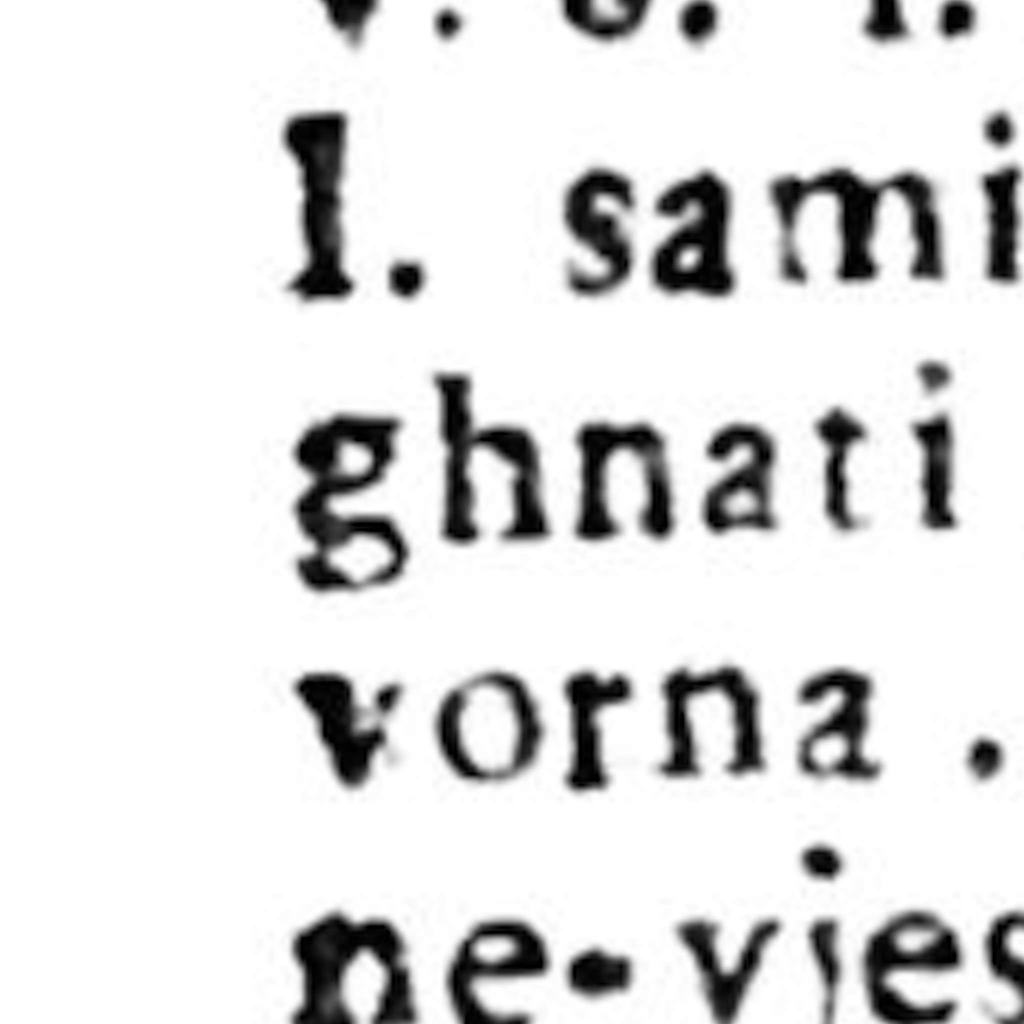 l. sami
ghnati
vorna .
ne-vjes